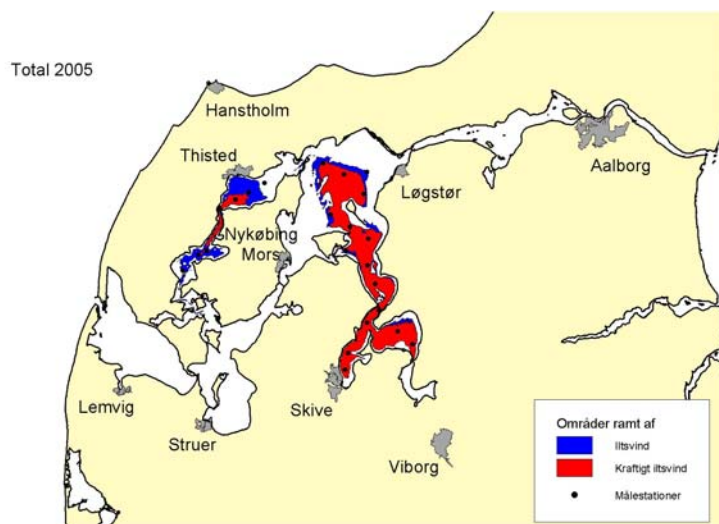 Total 2005
Hanstholm
Thisted
Aalborg
Løgstør
Nykøbing
Mors
Lemvig
Struer
Skive
Viborg
Områder ramt af
Iltsvind
Kraftigt iltsvind
Målestationer